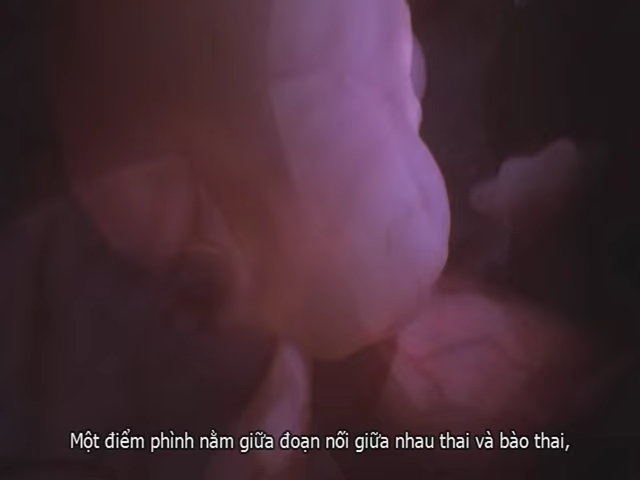 Một điểm phình nằm giữa đoạn nối giữa nhau thai và bào thai,